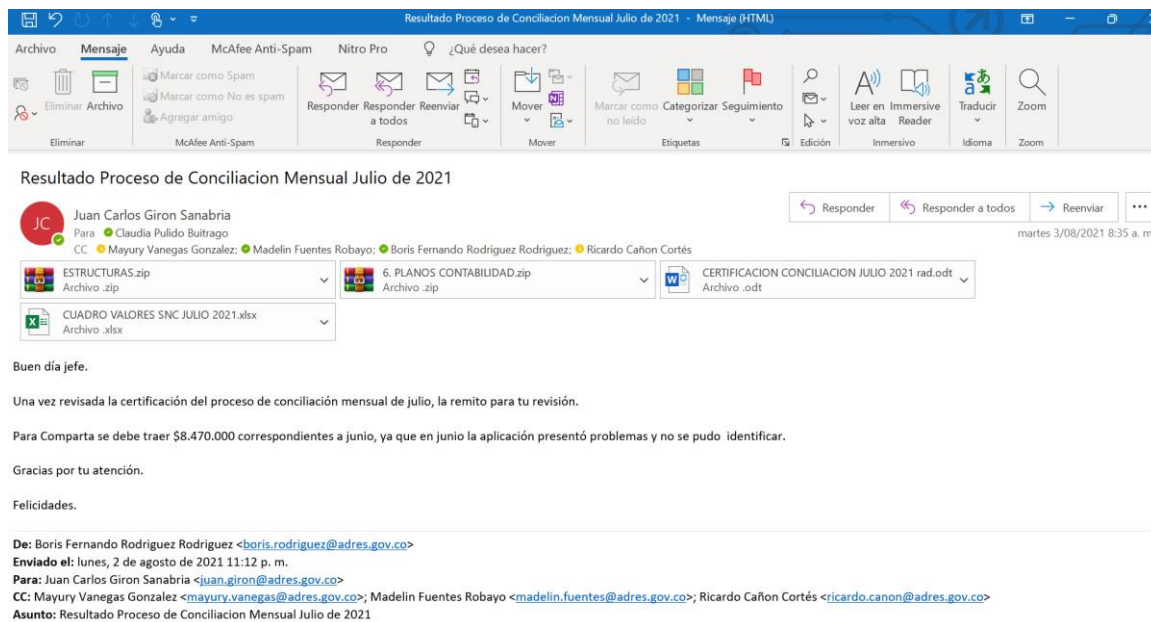 Resultado Proceso de Conciliacion Mensual Julio de 2021 - Mensaje (HTML)
Archivo Mensaje Ayuda McAfee Anti-Spam Nitro Pro ¿Qué desea hacer?
Eliminar Archivo
Marcar como Spam
Marcar como No es spam
Agregar amigo
Responder Responder a todos Reenviar
Mover
Marcar como no leído Categorizar Seguimiento
Leer en voz alta Immersive Reader
Traducir
Zoom
Eliminar McAfee Anti-Spam Responder Mover Etiquetas Edición Inmersivo Idioma Zoom
Resultado Proceso de Conciliacion Mensual Julio de 2021
JC
Juan Carlos Giron Sanabria
Para Claudia Pulido Buitrago
CC Mayury Vanegas Gonzalez; Madelin Fuentes Robayo; Boris Fernando Rodriguez Rodriguez; Ricardo Cañon Cortés
Responder Responder a todos Reenviar
martes 3/08/2021 8:35 a. m
ESTRUCTURAS.zip
Archivo .zip
6. PLANOS CONTABILIDAD.zip
Archivo .zip
CERTIFICACION CONCILIACION JULIO 2021 rad.odt
Archivo .odt
CUADRO VALORES SNC JULIO 2021.xlsx
Archivo .xlsx
Buen día jefe.
Una vez revisada la certificación del proceso de conciliación mensual de julio, la remito para tu revisión.
Para Comparta se debe traer $8.470.000 correspondientes a junio, ya que en junio la aplicación presentó problemas y no se pudo identificar.
Gracias por tu atención.
Felicidades.
De: Boris Fernando Rodriguez Rodriguez <boris.rodriguez@adres.gov.co>
Enviado el: lunes, 2 de agosto de 2021 11:12 p. m.
Para: Juan Carlos Giron Sanabria <juan.giron@adres.gov.co>
CC: Mayury Vanegas Gonzalez <mayury.vanegas@adres.gov.co>; Madelin Fuentes Robayo <madelin.fuentes@adres.gov.co>; Ricardo Cañon Cortés <ricardo.canon@adres.gov.co>
Asunto: Resultado Proceso de Conciliacion Mensual Julio de 2021